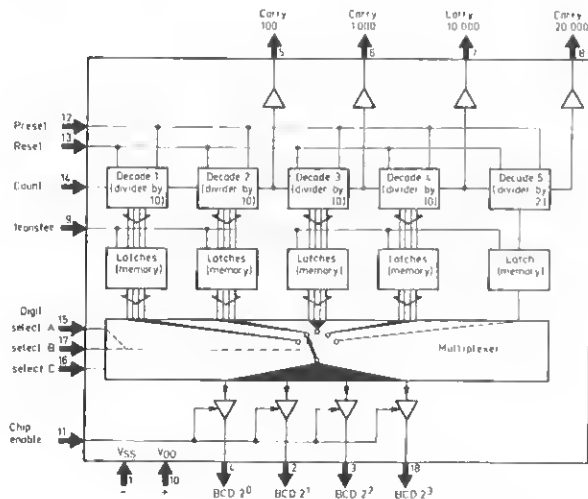 Carry
100
Carry
1000
Carry
10 000
Carry
20 000
5
6
7
8
Preset
12
Reset
13
Count
14
Decade 1
(divider by
10)
Decade 2
(divider by
10)
Decade 3
(divider by
10)
Decade 4
(divider by
10)
Decade 5
(divider by
2)
Transfer
9
Latches
(memory)
Latches
(memory)
Latches
(memory)
Latches
(memory)
Latch
(memory)
Digit
select A
15
select B
17
select C
16
Multiplexer
Chip
enable
11
VSS
VDD
1
10
-
+
4
2
3
18
BCD 2⁰
BCD 2¹
BCD 2²
BCD 2³